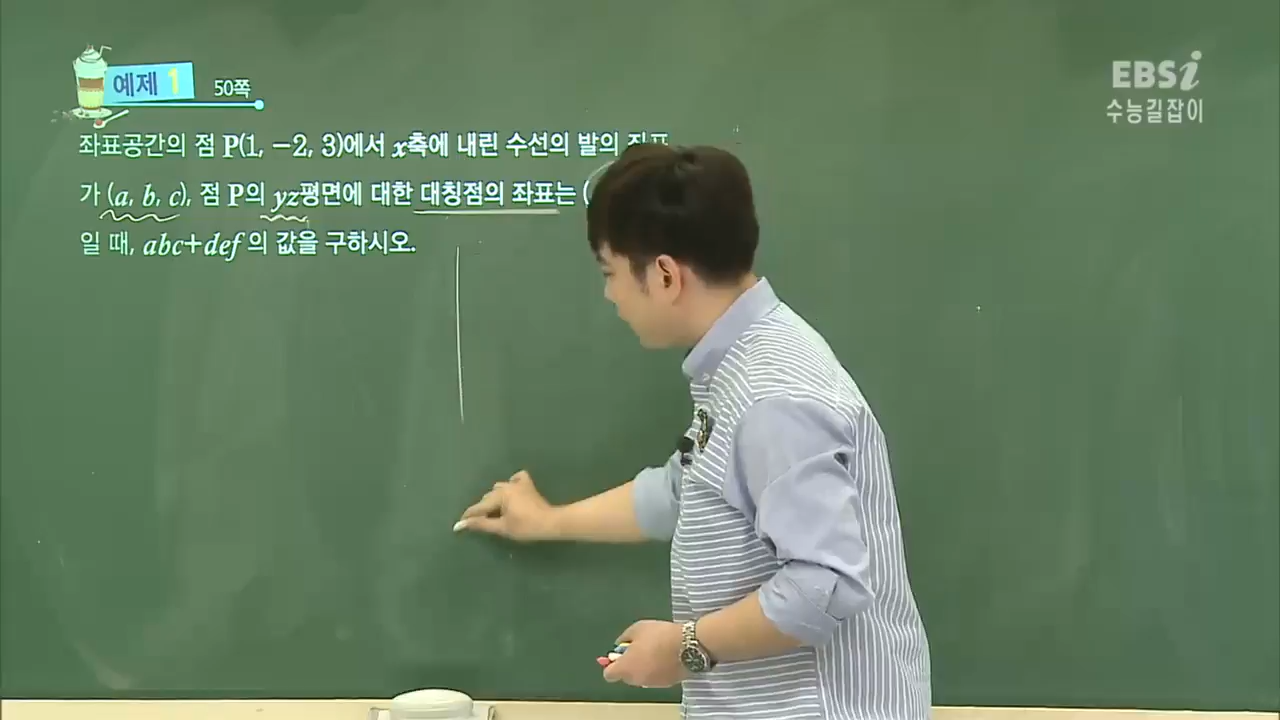 예제 1 50쪽
EBSi
수능길잡이
좌표공간의 점 P(1, −2, 3)에서 x축에 내린 수선의 발의 좌표
가 (a, b, c), 점 P의 yz평면에 대한 대칭점의 좌표는 (
일 때, abc+def 의 값을 구하시오.